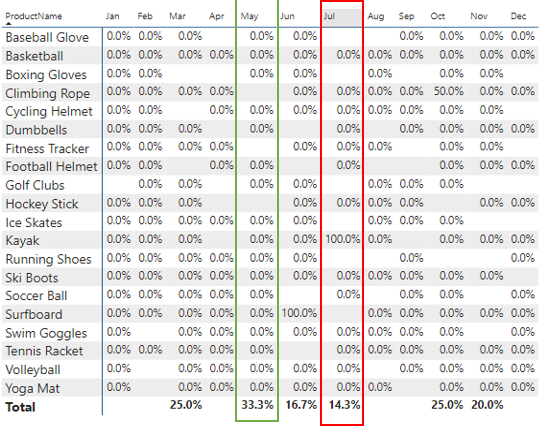 ProductName Jan Feb Mar Apr May Jun Jul Aug Sep Oct Nov Dec
Baseball Glove 0.0% 0.0% 0.0% 0.0% 0.0% 0.0% 0.0% 0.0% 0.0%
Basketball 0.0% 0.0% 0.0% 0.0% 0.0% 0.0% 0.0% 0.0% 0.0% 0.0% 0.0% 0.0%
Boxing Gloves 0.0% 0.0% 0.0% 0.0% 0.0% 0.0% 0.0%
Climbing Rope 0.0% 0.0% 0.0% 0.0% 0.0% 0.0% 0.0% 0.0% 50.0% 0.0% 0.0%
Cycling Helmet 0.0% 0.0% 0.0% 0.0% 0.0% 0.0% 0.0% 0.0% 0.0% 0.0%
Dumbbells 0.0% 0.0% 0.0% 0.0% 0.0% 0.0% 0.0% 0.0% 0.0%
Fitness Tracker 0.0% 0.0% 0.0% 0.0% 0.0% 0.0% 0.0% 0.0% 0.0%
Football Helmet 0.0% 0.0% 0.0% 0.0% 0.0% 0.0% 0.0% 0.0%
Golf Clubs 0.0% 0.0% 0.0% 0.0% 0.0% 0.0% 0.0%
Hockey Stick 0.0% 0.0% 0.0% 0.0% 0.0% 0.0% 0.0% 0.0% 0.0% 0.0%
Ice Skates 0.0% 0.0% 0.0% 0.0% 0.0% 0.0% 0.0% 0.0% 0.0%
Kayak 0.0% 0.0% 0.0% 0.0% 0.0% 100.0% 0.0% 0.0% 0.0% 0.0%
Running Shoes 0.0% 0.0% 0.0% 0.0% 0.0% 0.0% 0.0% 0.0%
Ski Boots 0.0% 0.0% 0.0% 0.0% 0.0% 0.0% 0.0% 0.0% 0.0% 0.0% 0.0%
Soccer Ball 0.0% 0.0% 0.0% 0.0% 0.0% 0.0% 0.0% 0.0%
Surfboard 0.0% 0.0% 0.0% 0.0% 0.0% 100.0% 0.0% 0.0% 0.0% 0.0% 0.0%
Swim Goggles 0.0% 0.0% 0.0% 0.0% 0.0% 0.0% 0.0% 0.0% 0.0% 0.0%
Tennis Racket 0.0% 0.0% 0.0% 0.0% 0.0% 0.0% 0.0% 0.0% 0.0% 0.0% 0.0%
Volleyball 0.0% 0.0% 0.0% 0.0% 0.0% 0.0% 0.0% 0.0% 0.0% 0.0%
Yoga Mat 0.0% 0.0% 0.0% 0.0% 0.0% 0.0% 0.0% 0.0% 0.0% 0.0%
Total 25.0% 33.3% 16.7% 14.3% 25.0% 20.0%